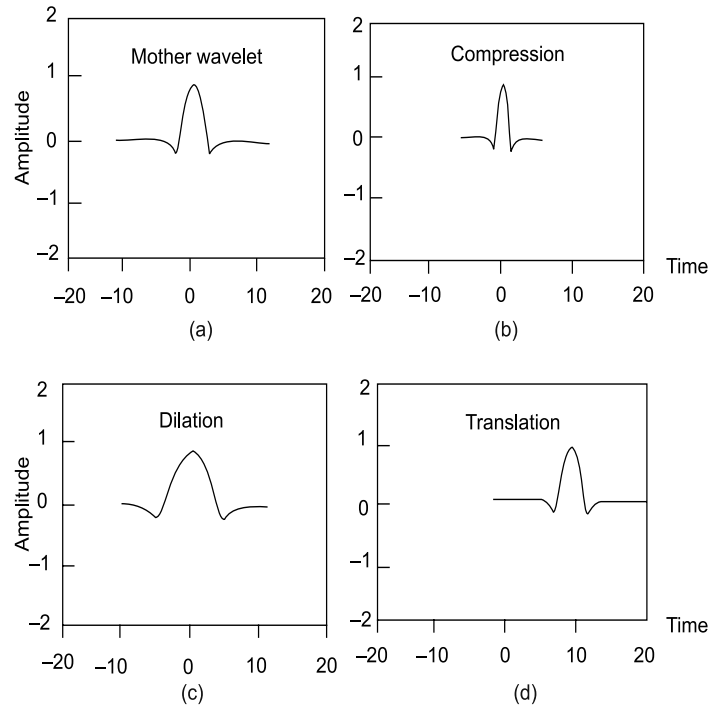 2
Mother wavelet
1
Amplitude
0
–1
–2
–20 –10 0 10 20
(a)
2
Compression
1
0
–1
–2
Time
–20 –10 0 10 20
(b)
2
Dilation
1
Amplitude
0
–1
–2
–20 –10 0 10 20
(c)
2
Translation
1
0
–1
–2
Time
–20 –10 0 10 20
(d)